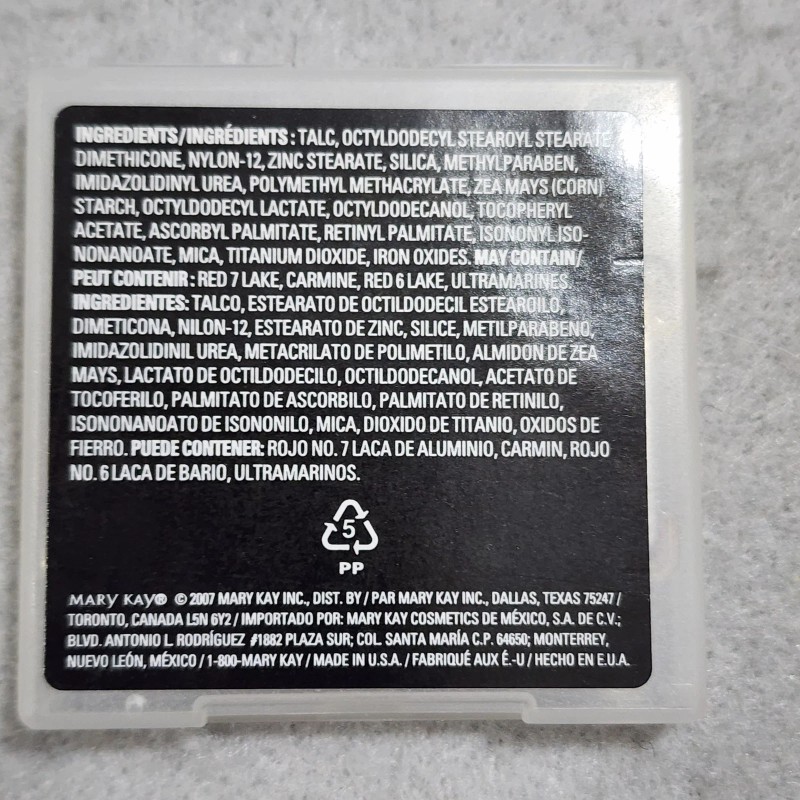 INGREDIENTS/INGRÉDIENTS : TALC, OCTYLDODECYL STEAROYL STEARATE,
DIMETHICONE, NYLON-12, ZINC STEARATE, SILICA, METHYLPARABEN,
IMIDAZOLIDINYL UREA, POLYMETHYL METHACRYLATE, ZEA MAYS (CORN)
STARCH, OCTYLDODECYL LACTATE, OCTYLDODECANOL, TOCOPHERYL
ACETATE, ASCORBYL PALMITATE, RETINYL PALMITATE, ISONONYL ISO-
NONANOATE, MICA, TITANIUM DIOXIDE, IRON OXIDES. MAY CONTAIN/
PEUT CONTENIR : RED 7 LAKE, CARMINE, RED 6 LAKE, ULTRAMARINES.
INGREDIENTES: TALCO, ESTEARATO DE OCTILDODECIL ESTEAROILO,
DIMETICONA, NILON-12, ESTEARATO DE ZINC, SILICE, METILPARABENO,
IMIDAZOLIDINIL UREA, METACRILATO DE POLIMETILO, ALMIDON DE ZEA
MAYS, LACTATO DE OCTILDODECILO, OCTILDODECANOL, ACETATO DE
TOCOFERILO, PALMITATO DE ASCORBILO, PALMITATO DE RETINILO,
ISONONANOATO DE ISONONILO, MICA, DIOXIDO DE TITANIO, OXIDOS DE
FIERRO. PUEDE CONTENER: ROJO NO. 7 LACA DE ALUMINIO, CARMIN, ROJO
NO. 6 LACA DE BARIO, ULTRAMARINOS.
5
PP
MARY KAY® © 2007 MARY KAY INC., DIST. BY / PAR MARY KAY INC., DALLAS, TEXAS 75247 /
TORONTO, CANADA L5N 6Y2 / IMPORTADO POR: MARY KAY COSMETICS DE MÉXICO, S.A. DE C.V.;
BLVD. ANTONIO L. RODRÍGUEZ #1882 PLAZA SUR; COL. SANTA MARÍA C.P. 64650; MONTERREY,
NUEVO LEÓN, MÉXICO / 1-800-MARY KAY / MADE IN U.S.A. / FABRIQUÉ AUX É.-U / HECHO EN E.U.A.